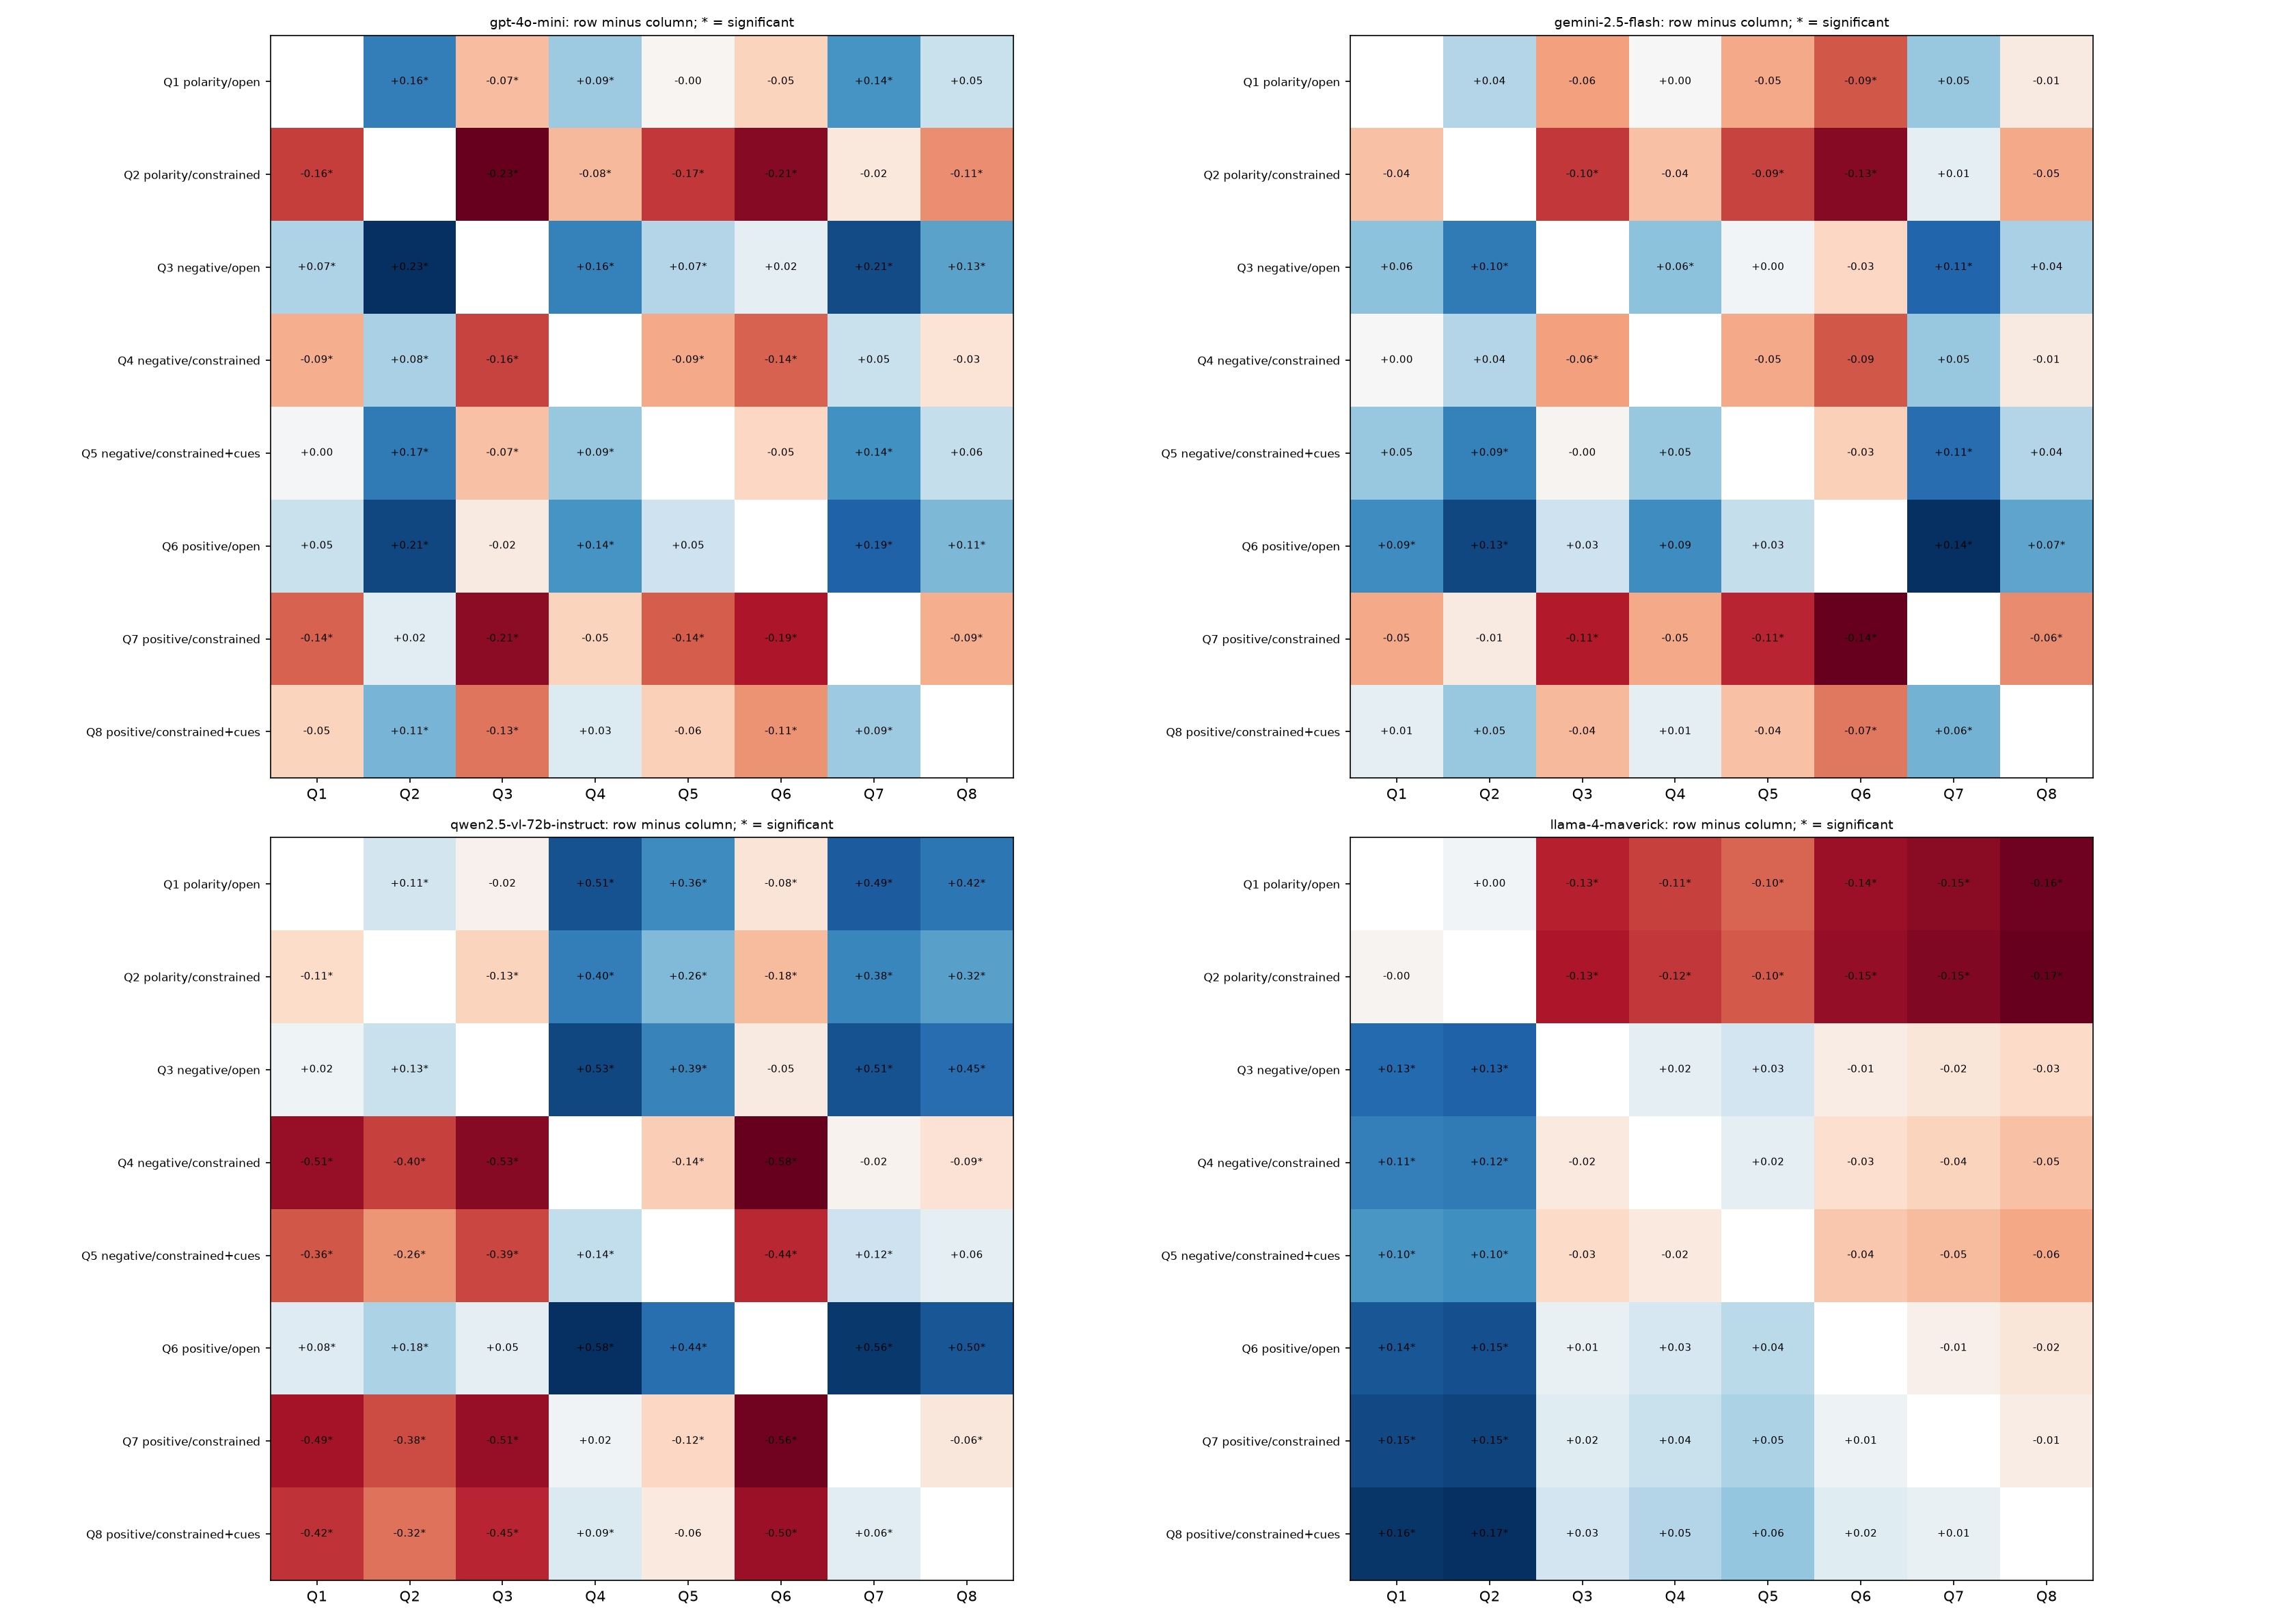 gpt-4o-mini: row minus column; * = significant
Q1 polarity/open +0.16* -0.07* +0.09* -0.00 -0.05 +0.14* +0.05
Q2 polarity/constrained -0.16* -0.23* -0.08* -0.17* -0.21* -0.02 -0.11*
Q3 negative/open +0.07* +0.23* +0.16* +0.07* +0.02 +0.21* +0.13*
Q4 negative/constrained -0.09* +0.08* -0.16* -0.09* -0.14* +0.05 -0.03
Q5 negative/constrained+cues +0.00 +0.17* -0.07* +0.09* -0.05 +0.14* +0.06
Q6 positive/open +0.05 +0.21* -0.02 +0.14* +0.05 +0.19* +0.11*
Q7 positive/constrained -0.14* +0.02 -0.21* -0.05 -0.14* -0.19* -0.09*
Q8 positive/constrained+cues -0.05 +0.11* -0.13* +0.03 -0.06 -0.11* +0.09*
Q1 Q2 Q3 Q4 Q5 Q6 Q7 Q8
gemini-2.5-flash: row minus column; * = significant
Q1 polarity/open +0.04 -0.06 +0.00 -0.05 -0.09* +0.05 -0.01
Q2 polarity/constrained -0.04 -0.10* -0.04 -0.09* -0.13* +0.01 -0.05
Q3 negative/open +0.06 +0.10* +0.06* +0.00 -0.03 +0.11* +0.04
Q4 negative/constrained +0.00 +0.04 -0.06* -0.05 -0.09 +0.05 -0.01
Q5 negative/constrained+cues +0.05 +0.09* -0.00 +0.05 -0.03 +0.11* +0.04
Q6 positive/open +0.09* +0.13* +0.03 +0.09 +0.03 +0.14* +0.07*
Q7 positive/constrained -0.05 -0.01 -0.11* -0.05 -0.11* -0.14* -0.06*
Q8 positive/constrained+cues +0.01 +0.05 -0.04 +0.01 -0.04 -0.07* +0.06*
Q1 Q2 Q3 Q4 Q5 Q6 Q7 Q8
qwen2.5-vl-72b-instruct: row minus column; * = significant
Q1 polarity/open +0.11* -0.02 +0.51* +0.36* -0.08* +0.49* +0.42*
Q2 polarity/constrained -0.11* -0.13* +0.40* +0.26* -0.18* +0.38* +0.32*
Q3 negative/open +0.02 +0.13* +0.53* +0.39* -0.05 +0.51* +0.45*
Q4 negative/constrained -0.51* -0.40* -0.53* -0.14* -0.58* -0.02 -0.09*
Q5 negative/constrained+cues -0.36* -0.26* -0.39* +0.14* -0.44* +0.12* +0.06
Q6 positive/open +0.08* +0.18* +0.05 +0.58* +0.44* +0.56* +0.50*
Q7 positive/constrained -0.49* -0.38* -0.51* +0.02 -0.12* -0.56* -0.06*
Q8 positive/constrained+cues -0.42* -0.32* -0.45* +0.09* -0.06 -0.50* +0.06*
Q1 Q2 Q3 Q4 Q5 Q6 Q7 Q8
llama-4-maverick: row minus column; * = significant
Q1 polarity/open +0.00 -0.13* -0.11* -0.10* -0.14* -0.15* -0.16*
Q2 polarity/constrained -0.00 -0.13* -0.12* -0.10* -0.15* -0.15* -0.17*
Q3 negative/open +0.13* +0.13* +0.02 +0.03 -0.01 -0.02 -0.03
Q4 negative/constrained +0.11* +0.12* -0.02 +0.02 -0.03 -0.04 -0.05
Q5 negative/constrained+cues +0.10* +0.10* -0.03 -0.02 -0.04 -0.05 -0.06
Q6 positive/open +0.14* +0.15* +0.01 +0.03 +0.04 -0.01 -0.02
Q7 positive/constrained +0.15* +0.15* +0.02 +0.04 +0.05 +0.01 -0.01
Q8 positive/constrained+cues +0.16* +0.17* +0.03 +0.05 +0.06 +0.02 +0.01
Q1 Q2 Q3 Q4 Q5 Q6 Q7 Q8